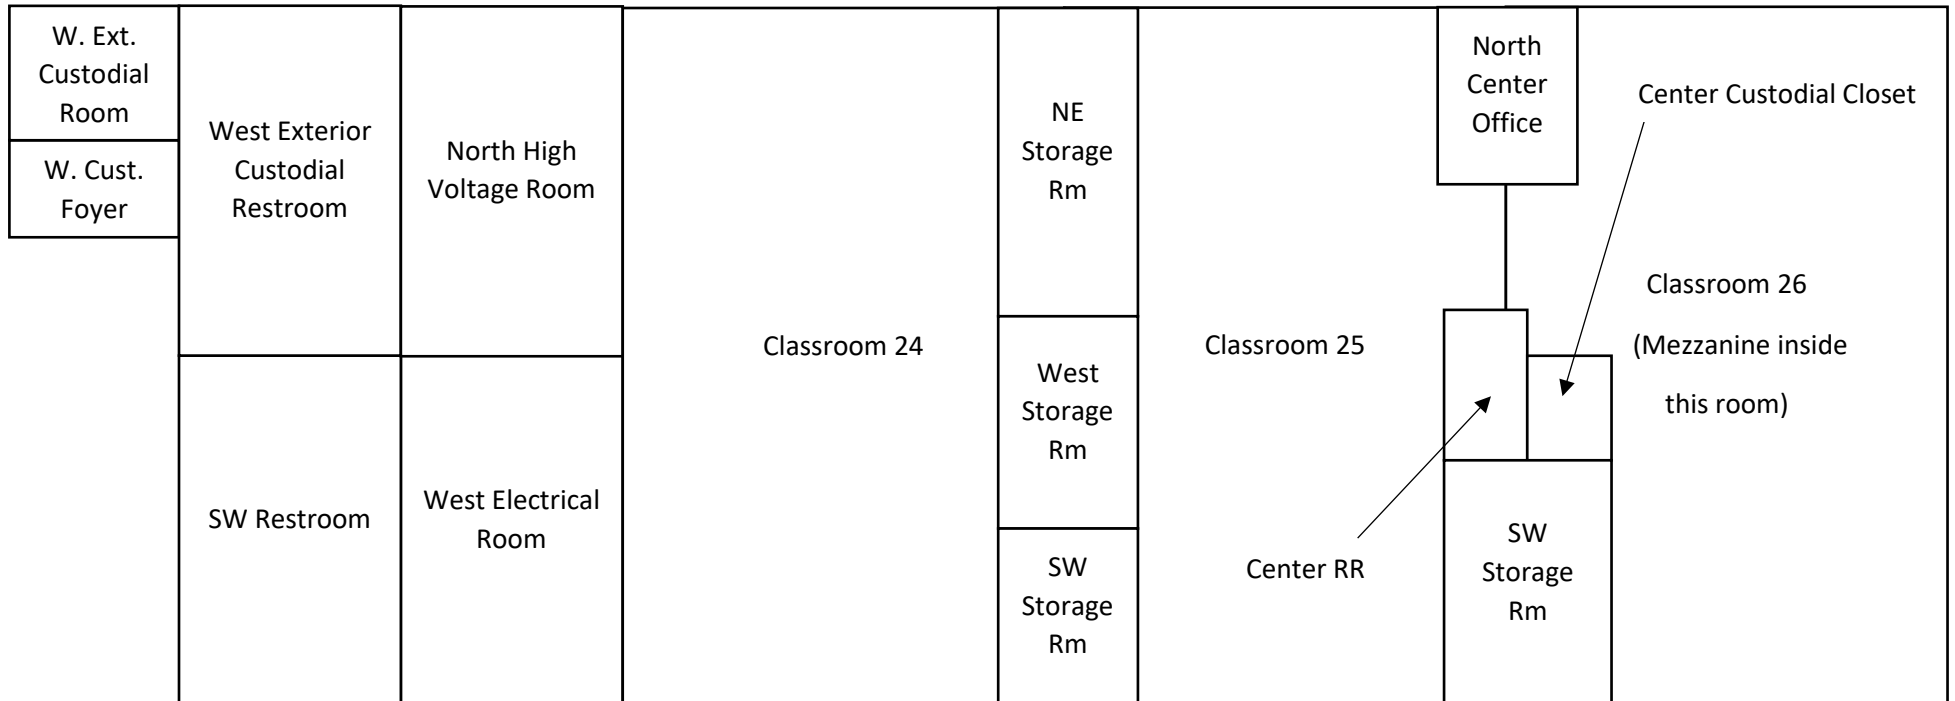 W. Ext.
Custodial
Room
W. Cust.
Foyer
West Exterior
Custodial
Restroom
SW Restroom
North High
Voltage Room
West Electrical
Room
Classroom 24
NE
Storage
Rm
West
Storage
Rm
SW
Storage
Rm
Classroom 25
North
Center
Office
Center RR
SW
Storage
Rm
Center Custodial Closet
Classroom 26
(Mezzanine inside
this room)